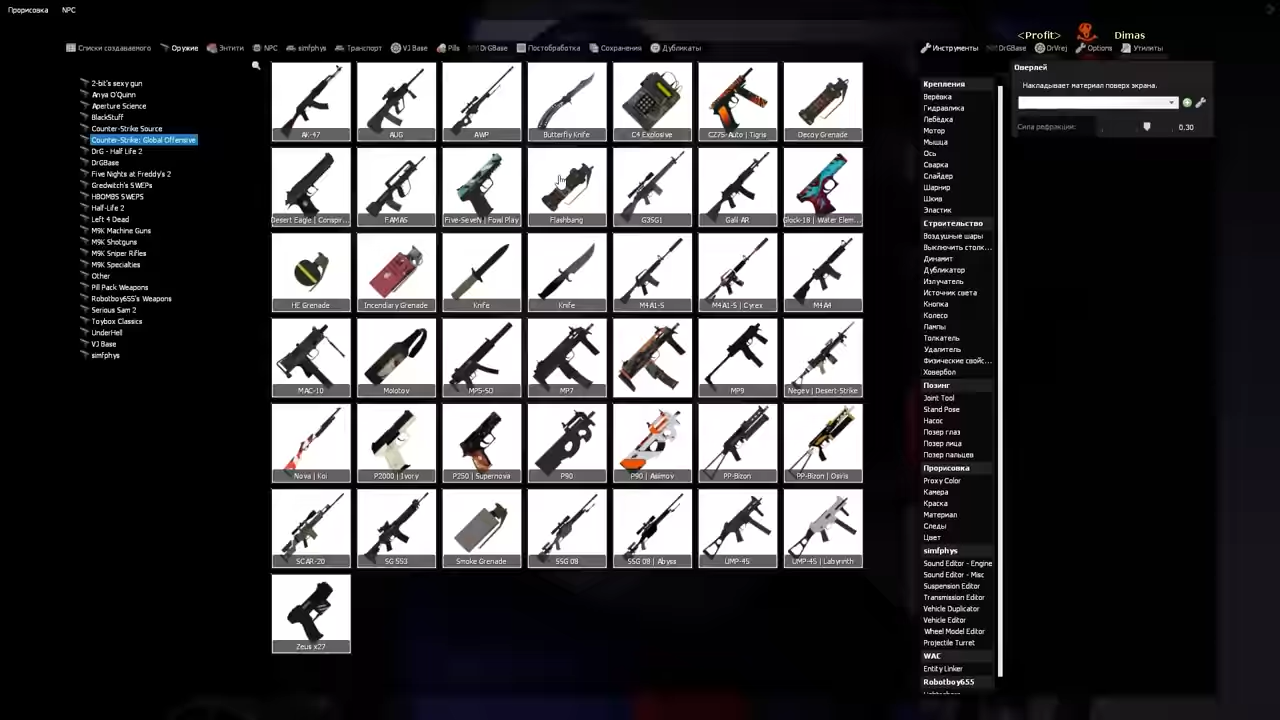 Прорисовка NPC
<Profit> Dimas
Списки создаваемого Оружие Энтити NPC simfphys Транспорт VJ Base Pills DrGBase Постобработка Сохранения Дубликаты
Инструменты DrGBase DrVrej Options Утилиты
2-bit's sexy gun
Anya O'Quinn
Aperture Science
BlackStuff
Counter-Strike Source
Counter-Strike: Global Offensive
DrG - Half Life 2
DrGBase
Five Nights at Freddy's 2
Gredwitch's SWEPs
HBOMBS SWEPS
Half-Life 2
Left 4 Dead
M9K Machine Guns
M9K Shotguns
M9K Sniper Rifles
M9K Specialties
Other
Pill Pack Weapons
Robotboy655's Weapons
Serious Sam 2
Toybox Classics
UnderHell
VJ Base
simfphys
AK-47 AUG AWP Butterfly Knife C4 Explosive CZ75-Auto | Tigris Decoy Grenade
Desert Eagle | Conspir... FAMAS Five-SeveN | Fowl Play Flashbang G3SG1 Galil AR Glock-18 | Water Elem...
HE Grenade Incendiary Grenade Knife Knife M4A1-S M4A1-S | Cyrex M4A4
MAC-10 Molotov MP5-SD MP7 MP9 Negev | Desert-Strike
Nova | Koi P2000 | Ivory P250 | Supernova P90 P90 | Asiimov PP-Bizon PP-Bizon | Osiris
SCAR-20 SG 553 Smoke Grenade SSG 08 SSG 08 | Abyss UMP-45 UMP-45 | Labyrinth
Zeus x27
Крепления
Верёвка
Гидравлика
Лебёдка
Мотор
Мышца
Ось
Сварка
Слайдер
Шарнир
Шкив
Эластик
Строительство
Воздушные шары
Выключить столк...
Динамит
Дубликатор
Излучатель
Источник света
Кнопка
Колесо
Лампы
Толкатель
Удалитель
Физические свойс...
Ховербол
Позинг
Joint Tool
Stand Pose
Насос
Позер глаз
Позер лица
Позер пальцев
Прорисовка
Proxy Color
Камера
Краска
Материал
Следы
Цвет
simfphys
Sound Editor - Engine
Sound Editor - Misc
Suspension Editor
Transmission Editor
Vehicle Duplicator
Vehicle Editor
Wheel Model Editor
Projectile Turret
WAC
Entity Linker
Robotboy655
Оверлей
Накладывает материал поверх экрана.
Сила рефракции: 0.30